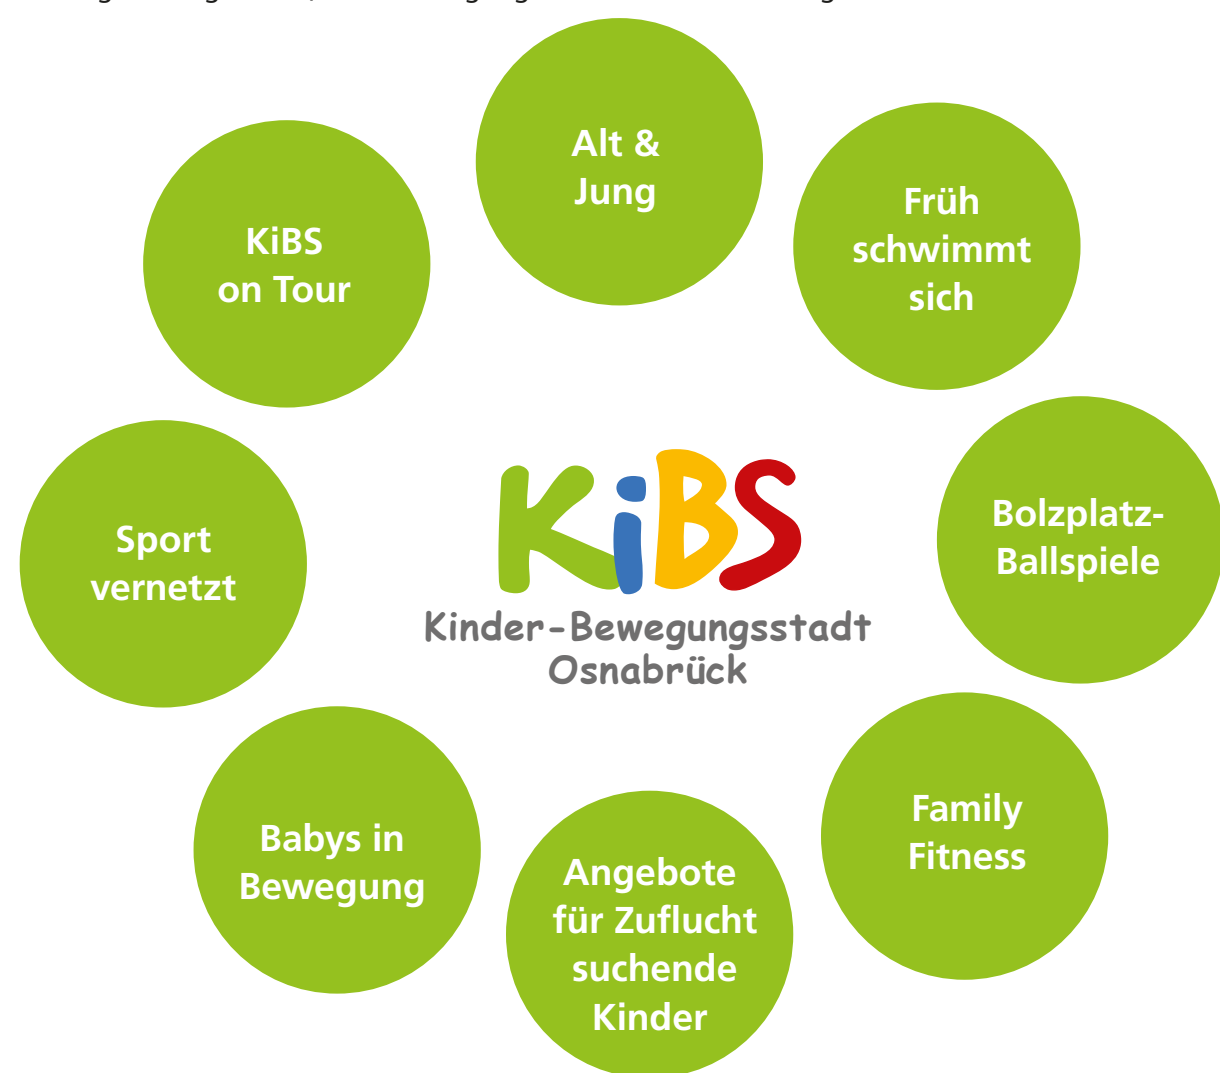 Alt &
Jung
Früh
schwimmt
sich
KiBS
on Tour
Bolzplatz-
Ballspiele
Sport
vernetzt
KiBS
Kinder-Bewegungsstadt
Osnabrück
Family
Fitness
Babys in
Bewegung
Angebote
für Zuflucht
suchende
Kinder